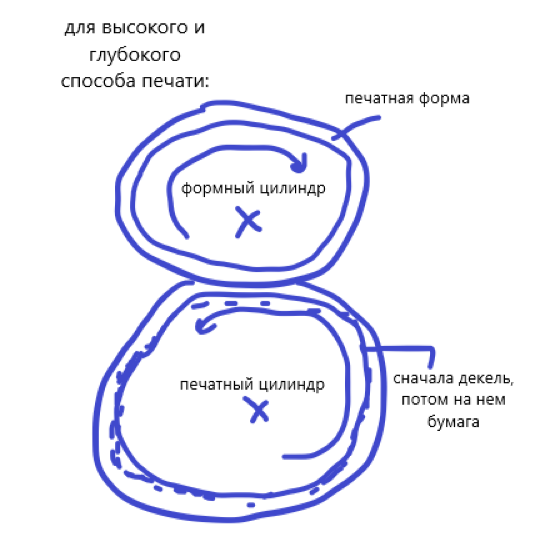 для высокого и
глубокого
способа печати:
печатная форма
формный цилиндр
печатный цилиндр
сначала декель,
потом на нем
бумага